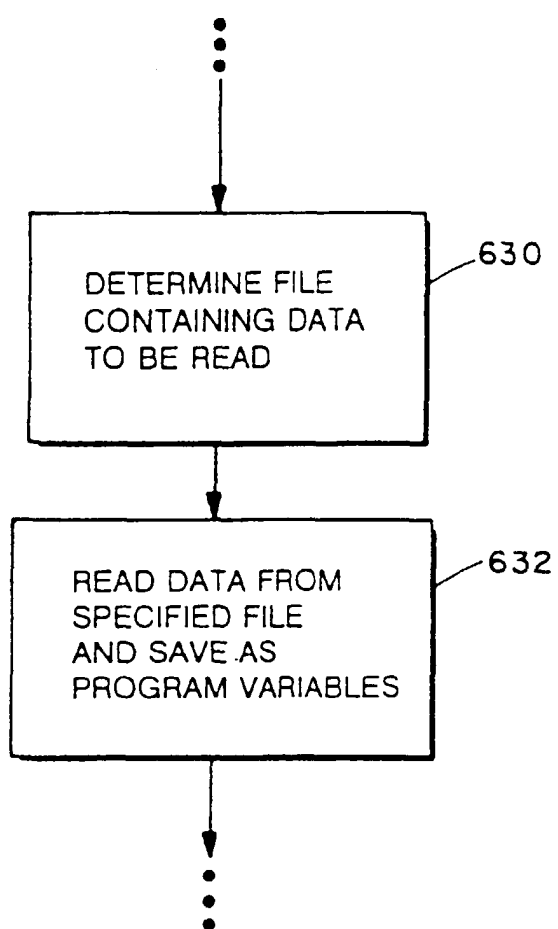 630
DETERMINE FILE
CONTAINING DATA
TO BE READ
632
READ DATA FROM
SPECIFIED FILE
AND SAVE AS
PROGRAM VARIABLES